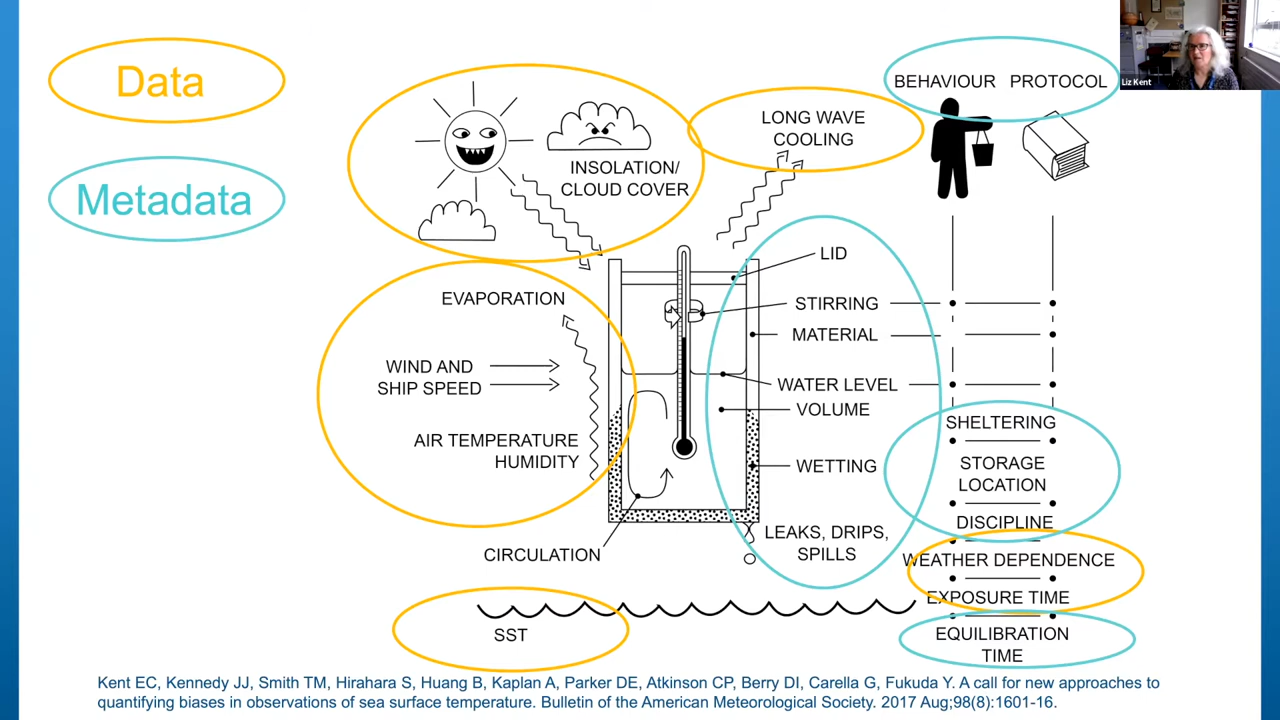 Data
Metadata
INSOLATION/
CLOUD COVER
LONG WAVE
COOLING
BEHAVIOUR PROTOCOL
Liz Kent
EVAPORATION
WIND AND
SHIP SPEED
AIR TEMPERATURE
HUMIDITY
CIRCULATION
SST
LID
STIRRING
MATERIAL
WATER LEVEL
VOLUME
WETTING
LEAKS, DRIPS,
SPILLS
SHELTERING
STORAGE
LOCATION
DISCIPLINE
WEATHER DEPENDENCE
EXPOSURE TIME
EQUILIBRATION
TIME
Kent EC, Kennedy JJ, Smith TM, Hirahara S, Huang B, Kaplan A, Parker DE, Atkinson CP, Berry DI, Carella G, Fukuda Y. A call for new approaches to
quantifying biases in observations of sea surface temperature. Bulletin of the American Meteorological Society. 2017 Aug;98(8):1601-16.